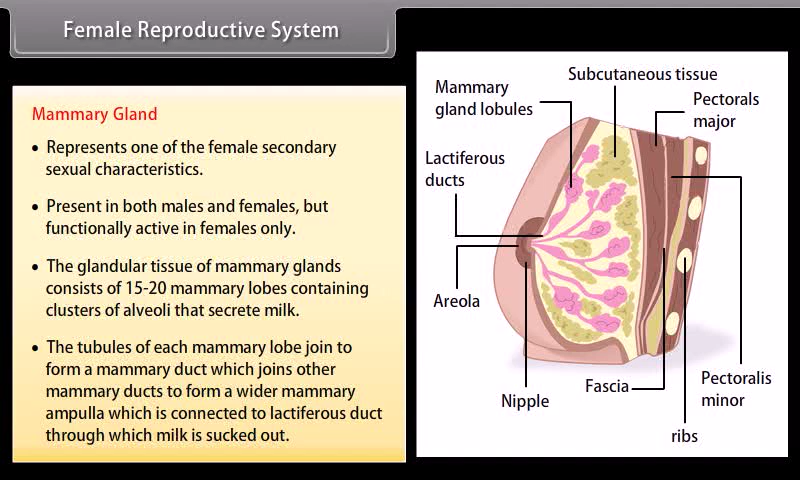 Female Reproductive System
Mammary Gland
• Represents one of the female secondary
sexual characteristics.
• Present in both males and females, but
functionally active in females only.
• The glandular tissue of mammary glands
consists of 15-20 mammary lobes containing
clusters of alveoli that secrete milk.
• The tubules of each mammary lobe join to
form a mammary duct which joins other
mammary ducts to form a wider mammary
ampulla which is connected to lactiferous duct
through which milk is sucked out.
Subcutaneous tissue
Mammary
gland lobules
Pectorals
major
Lactiferous
ducts
Areola
Nipple
Fascia
Pectoralis
minor
ribs